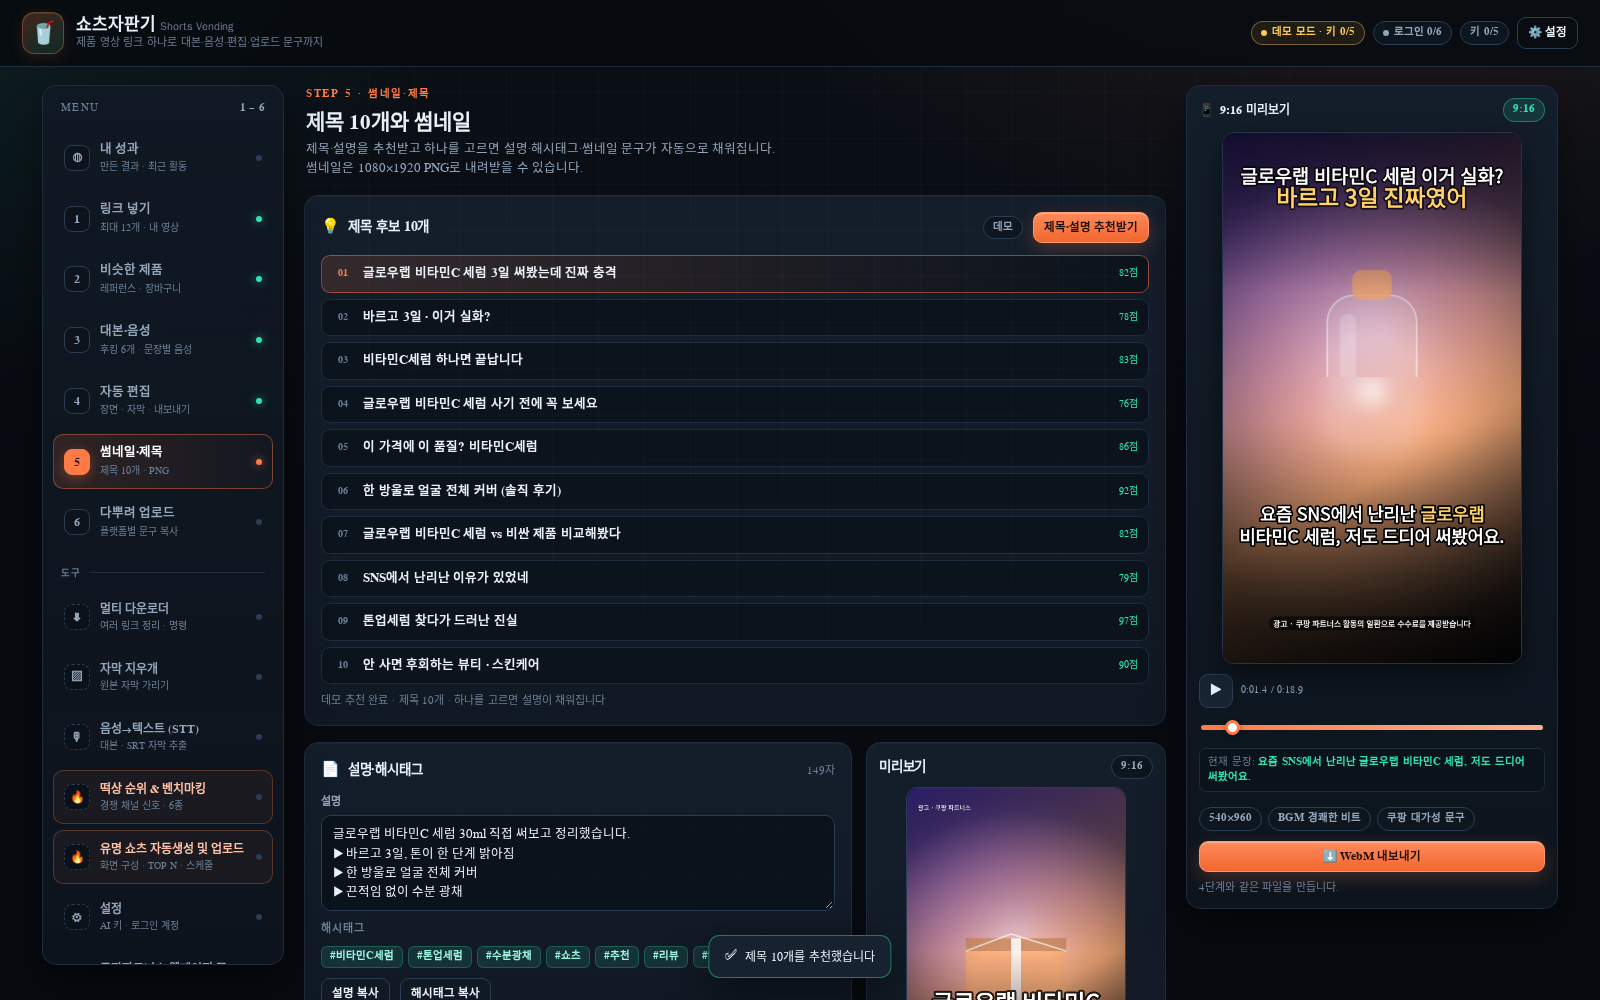 쇼츠자판기 Shorts Vending
제품 영상 링크 하나로 대본·음성·편집·업로드 문구까지
데모 모드 · 키 0/5
로그인 0/6
키 0/5
설정
MENU
1 – 6
내 성과
만든 결과 · 최근 활동
1
링크 넣기
최대 12개 · 내 영상
2
비슷한 제품
레퍼런스 · 장바구니
3
대본·음성
후킹 6개 · 문장별 음성
4
자동 편집
장면 · 자막 · 내보내기
5
썸네일·제목
제목 10개 · PNG
6
다뿌려 업로드
플랫폼별 문구 복사
도구
멀티 다운로더
여러 링크 정리 · 명령
자막 지우개
원본 자막 가리기
음성→텍스트 (STT)
대본 · SRT 자막 추출
떡상 순위 & 벤치마킹
경쟁 채널 신호 · 6종
유명 쇼츠 자동생성 및 업로드
화면 구성 · TOP N · 스케줄
설정
AI 키 · 로그인 계정
STEP 5 · 썸네일·제목
제목 10개와 썸네일
제목·설명을 추천받고 하나를 고르면 설명·해시태그·썸네일 문구가 자동으로 채워집니다.
썸네일은 1080×1920 PNG로 내려받을 수 있습니다.
제목 후보 10개
데모
제목·설명 추천받기
01 글로우랩 비타민C 세럼 3일 써봤는데 진짜 충격 82점
02 바르고 3일 · 이거 실화? 78점
03 비타민C세럼 하나면 끝납니다 83점
04 글로우랩 비타민C 세럼 사기 전에 꼭 보세요 76점
05 이 가격에 이 품질? 비타민C세럼 86점
06 한 방울로 얼굴 전체 커버 (솔직 후기) 92점
07 글로우랩 비타민C 세럼 vs 비싼 제품 비교해봤다 82점
08 SNS에서 난리난 이유가 있었네 79점
09 톤업세럼 찾다가 드러난 진실 97점
10 안 사면 후회하는 뷰티 · 스킨케어 90점
데모 추천 완료 · 제목 10개 · 하나를 고르면 설명이 채워집니다
설명·해시태그
149자
설명
글로우랩 비타민C 세럼 30ml 직접 써보고 정리했습니다.
▶ 바르고 3일, 톤이 한 단계 밝아짐
▶ 한 방울로 얼굴 전체 커버
▶ 끈적임 없이 수분 광채
해시태그
#비타민C세럼 #톤업세럼 #수분광채 #쇼츠 #추천 #리뷰 #
설명 복사
해시태그 복사
미리보기
9:16
광고 · 쿠팡 파트너스
글로우랩 비타민C
제목 10개를 추천했습니다
9:16 미리보기
9:16
글로우랩 비타민C 세럼 이거 실화?
바르고 3일 진짜였어
요즘 SNS에서 난리난 글로우랩
비타민C 세럼, 저도 드디어 써봤어요.
광고 · 쿠팡 파트너스 활동의 일환으로 수수료를 제공받습니다
0:01.4 / 0:18.9
현재 문장: 요즘 SNS에서 난리난 글로우랩 비타민C 세럼, 저도 드디어
써봤어요.
540×960
BGM 경쾌한 비트
쿠팡 대가성 문구
WebM 내보내기
4단계와 같은 파일을 만듭니다.